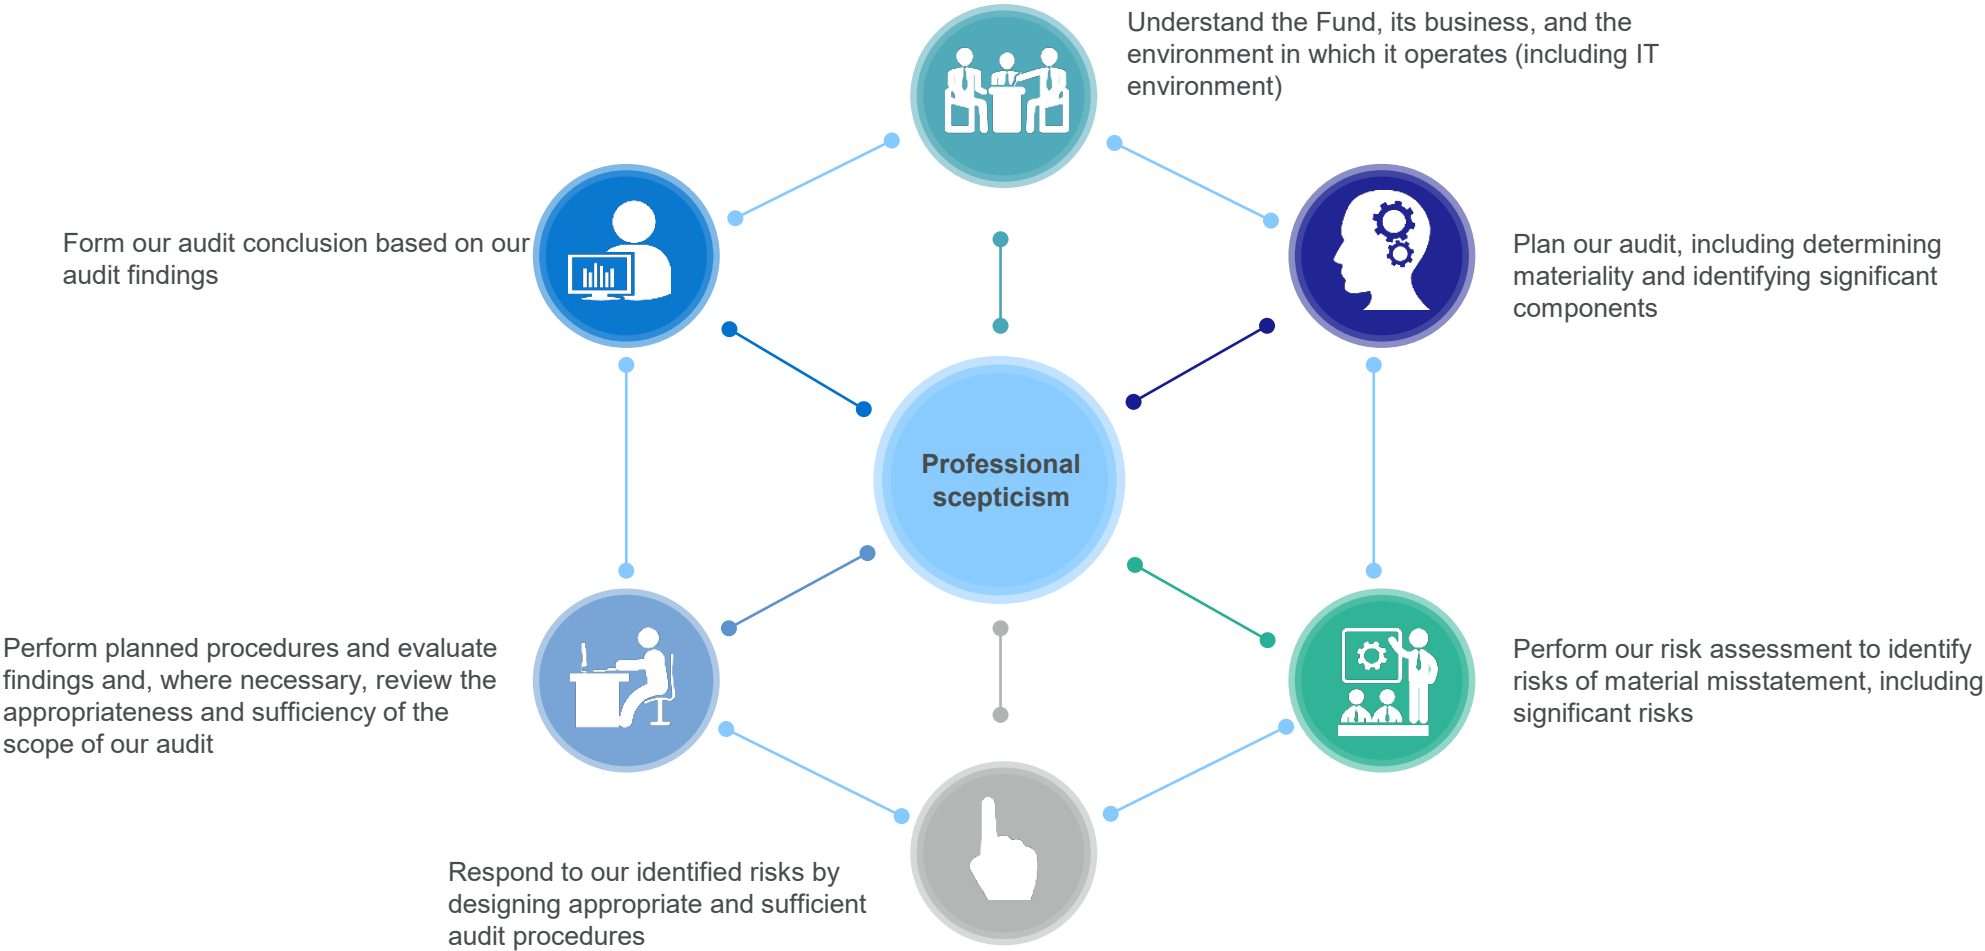 Understand the Fund, its business, and the
environment in which it operates (including IT
environment)
Form our audit conclusion based on our
audit findings
Plan our audit, including determining
materiality and identifying significant
components
Professional
scepticism
Perform planned procedures and evaluate
findings and, where necessary, review the
appropriateness and sufficiency of the
scope of our audit
Perform our risk assessment to identify
risks of material misstatement, including
significant risks
Respond to our identified risks by
designing appropriate and sufficient
audit procedures